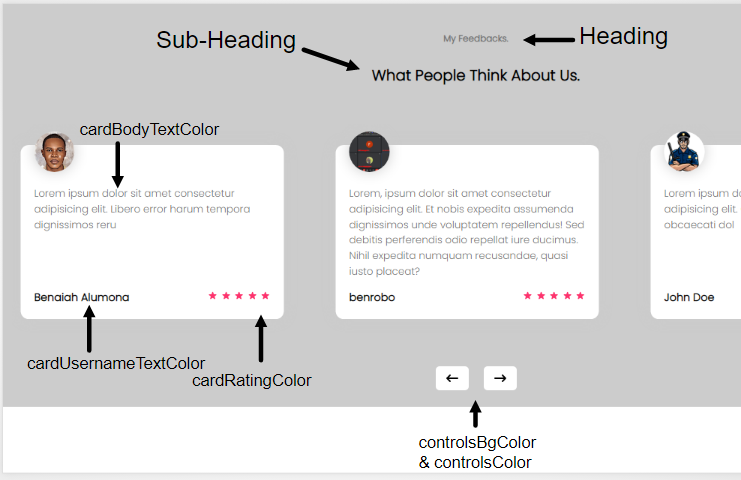 Sub-Heading
My Feedbacks.
Heading
What People Think About Us.
cardBodyTextColor
Lorem ipsum dolor sit amet consectetur
adipisicing elit. Libero error harum tempora
dignissimos reru
Benaiah Alumona
Lorem, ipsum dolor sit amet consectetur
adipisicing elit. Et nobis expedita assumenda
dignissimos unde voluptatem repellendus! Sed
debitis perferendis odio repellat iure ducimus.
Nihil expedita numquam recusandae, quasi
iusto placeat?
benrobo
Lorem ipsum do
adipisicing elit.
obcaecati dol
John Doe
cardUsernameTextColor
cardRatingColor
controlsBgColor
& controlsColor